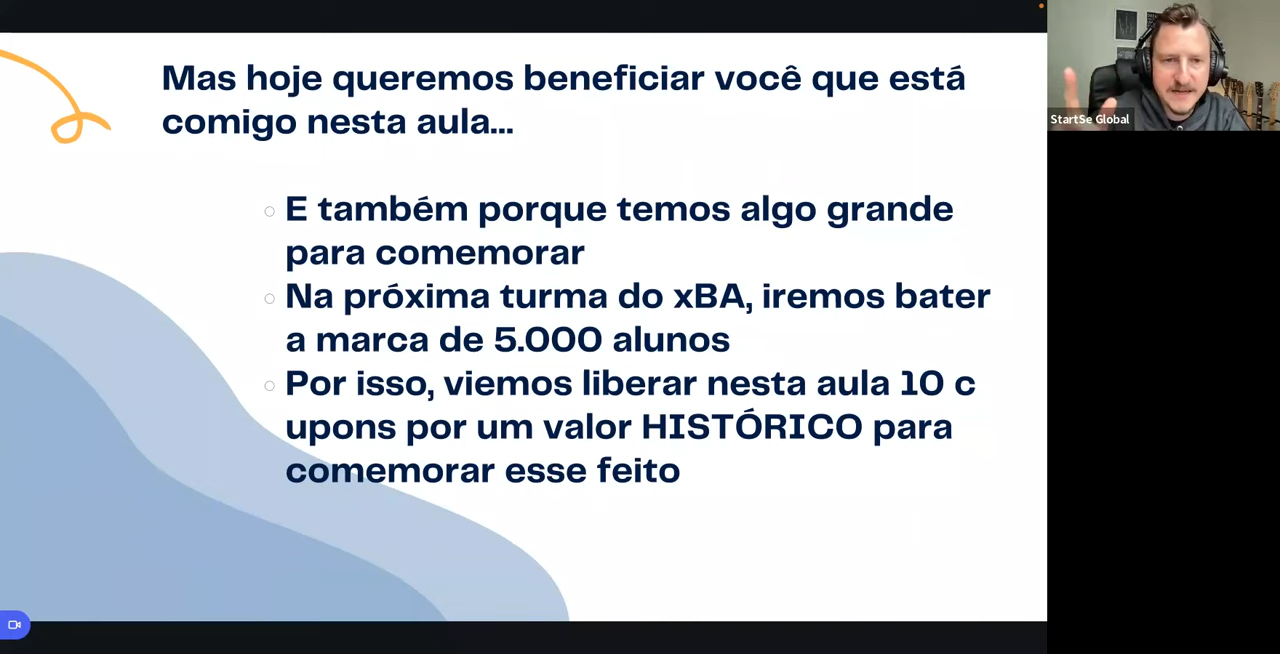 Mas hoje queremos beneficiar você que está
comigo nesta aula...
StartSe Global
E também porque temos algo grande
para comemorar
Na próxima turma do xBA, iremos bater
a marca de 5.000 alunos
Por isso, viemos liberar nesta aula 10 c
upons por um valor HISTÓRICO para
comemorar esse feito